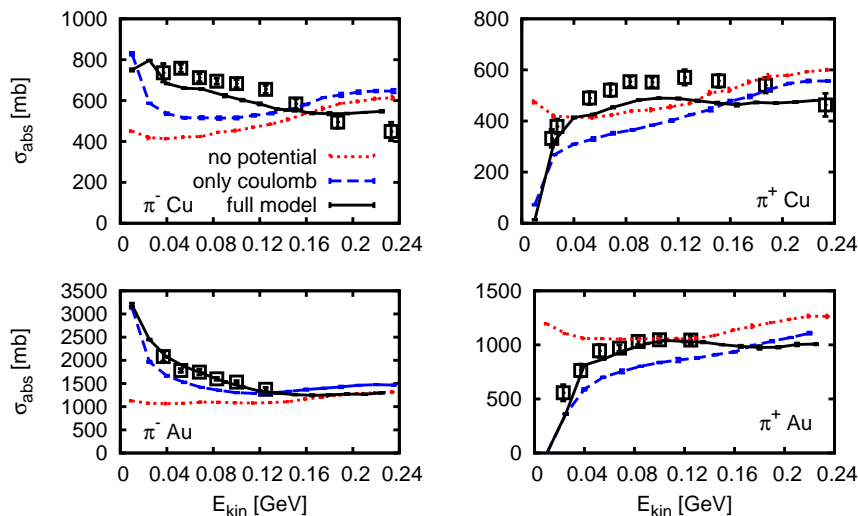 σabs [mb]
1000
800
600
400
200
0
no potential
only coulomb
full model
π- Cu
0 0.04 0.08 0.12 0.16 0.2 0.24
800
600
400
200
0
π+ Cu
0 0.04 0.08 0.12 0.16 0.2 0.24
σabs [mb]
3500
3000
2500
2000
1500
1000
500
0
π- Au
0 0.04 0.08 0.12 0.16 0.2 0.24
Ekin [GeV]
1500
1000
500
0
π+ Au
0 0.04 0.08 0.12 0.16 0.2 0.24
Ekin [GeV]